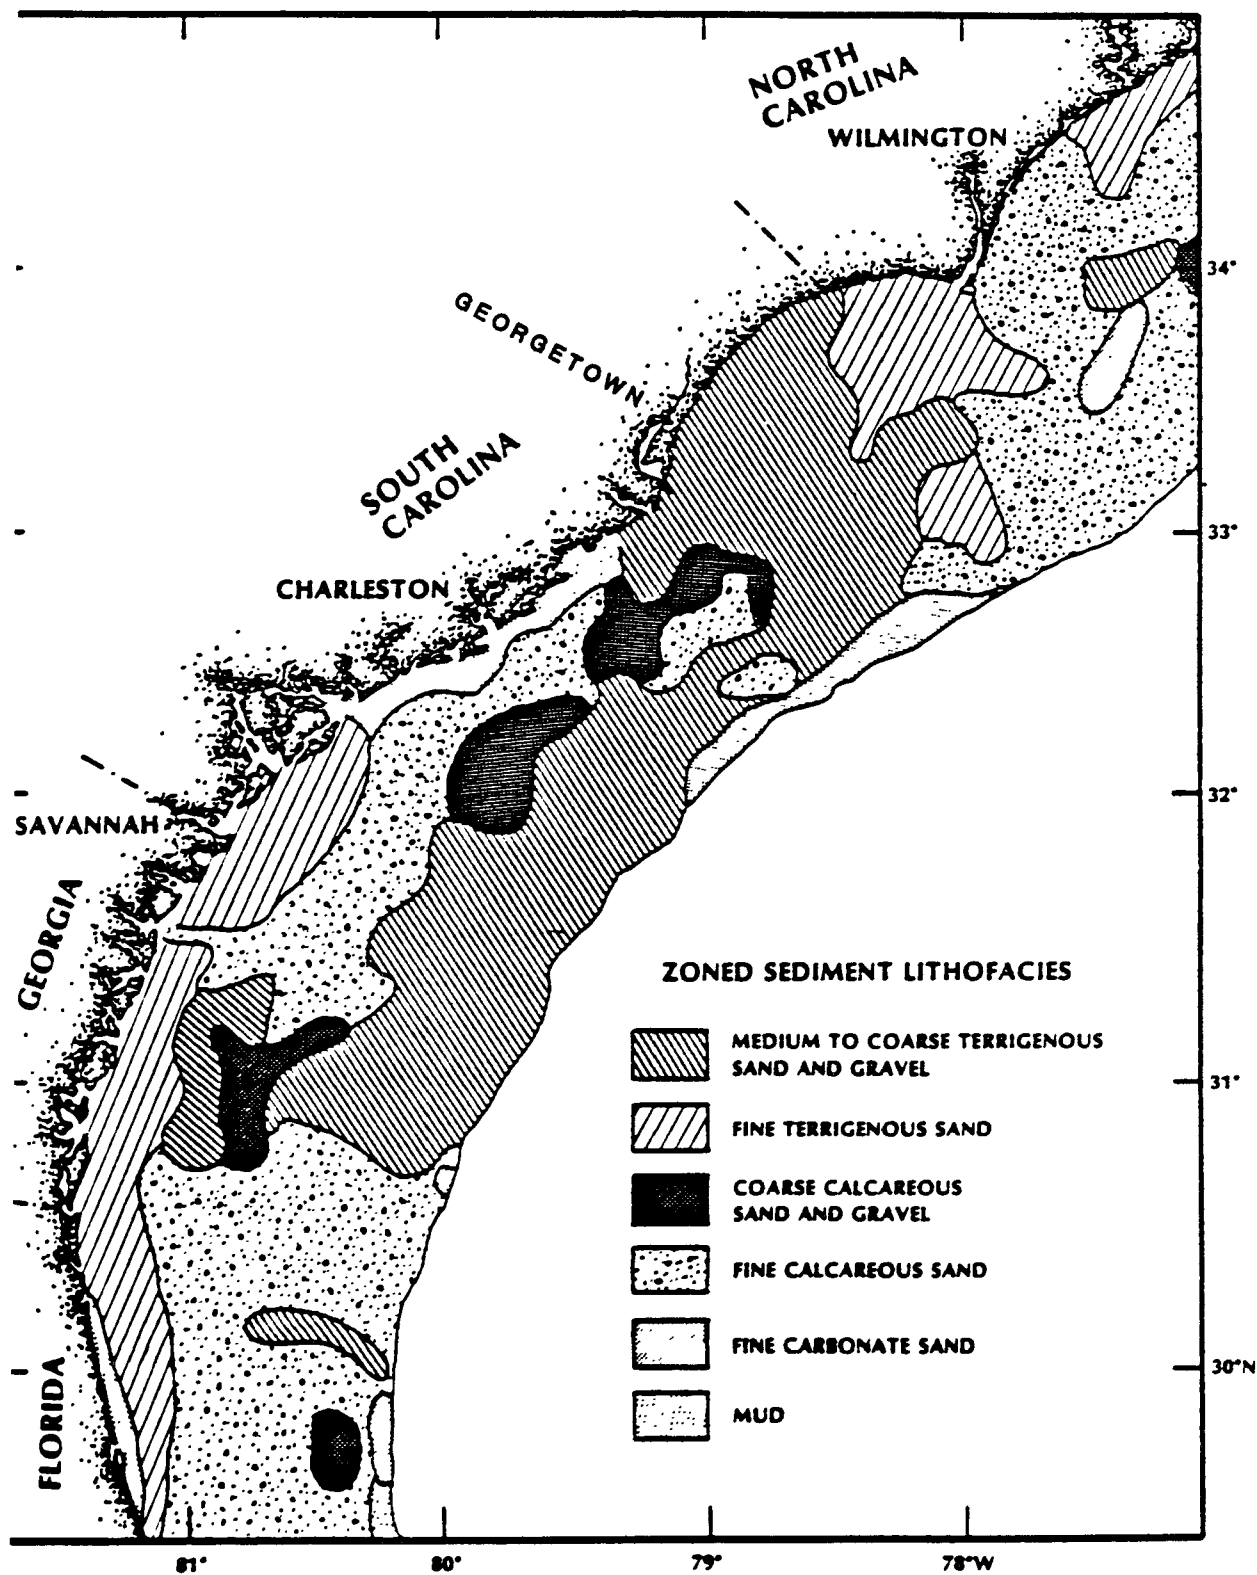 NORTH
CAROLINA
WILMINGTON
34°
GEORGETOWN
SOUTH
CAROLINA
33°
CHARLESTON
32°
SAVANNAH
GEORGIA
ZONED SEDIMENT LITHOFACIES
MEDIUM TO COARSE TERRIGENOUS
SAND AND GRAVEL
31°
FINE TERRIGENOUS SAND
COARSE CALCAREOUS
SAND AND GRAVEL
FINE CALCAREOUS SAND
FINE CARBONATE SAND
30°N
MUD
FLORIDA
81°
80°
79°
78°W